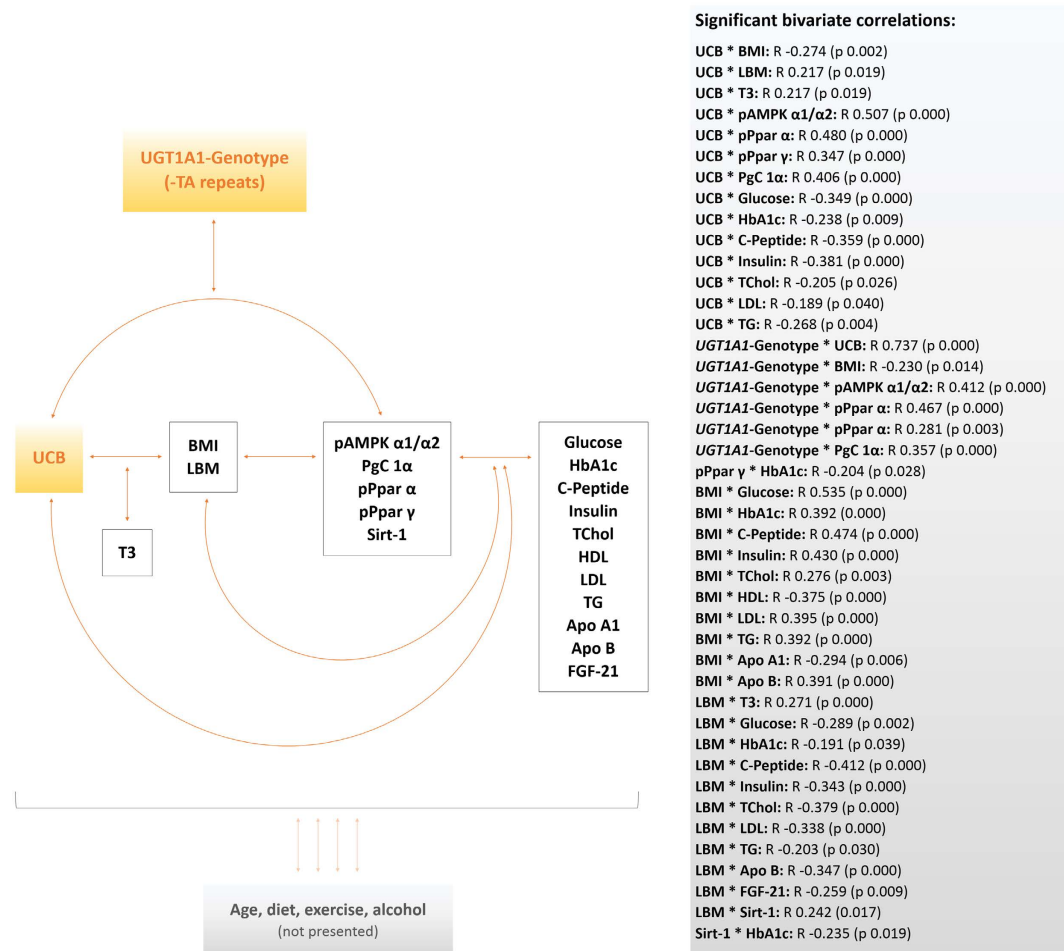 UGT1A1-Genotype
(-TA repeats)
UCB
BMI
LBM
T3
pAMPK α1/α2
PgC 1α
pPpar α
pPpar γ
Sirt-1
Glucose
HbA1c
C-Peptide
Insulin
TChol
HDL
LDL
TG
Apo A1
Apo B
FGF-21
Age, diet, exercise, alcohol
(not presented)
Significant bivariate correlations:
UCB * BMI: R -0.274 (p 0.002)
UCB * LBM: R 0.217 (p 0.019)
UCB * T3: R 0.217 (p 0.019)
UCB * pAMPK α1/α2: R 0.507 (p 0.000)
UCB * pPpar α: R 0.480 (p 0.000)
UCB * pPpar γ: R 0.347 (p 0.000)
UCB * PgC 1α: R 0.406 (p 0.000)
UCB * Glucose: R -0.349 (p 0.000)
UCB * HbA1c: R -0.238 (p 0.009)
UCB * C-Peptide: R -0.359 (p 0.000)
UCB * Insulin: R -0.381 (p 0.000)
UCB * TChol: R -0.205 (p 0.026)
UCB * LDL: R -0.189 (p 0.040)
UCB * TG: R -0.268 (p 0.004)
UGT1A1-Genotype * UCB: R 0.737 (p 0.000)
UGT1A1-Genotype * BMI: R -0.230 (p 0.014)
UGT1A1-Genotype * pAMPK α1/α2: R 0.412 (p 0.000)
UGT1A1-Genotype * pPpar α: R 0.467 (p 0.000)
UGT1A1-Genotype * pPpar α: R 0.281 (p 0.003)
UGT1A1-Genotype * PgC 1α: R 0.357 (p 0.000)
pPpar γ * HbA1c: R -0.204 (p 0.028)
BMI * Glucose: R 0.535 (p 0.000)
BMI * HbA1c: R 0.392 (0.000)
BMI * C-Peptide: R 0.474 (p 0.000)
BMI * Insulin: R 0.430 (p 0.000)
BMI * TChol: R 0.276 (p 0.003)
BMI * HDL: R -0.375 (p 0.000)
BMI * LDL: R 0.395 (p 0.000)
BMI * TG: R 0.392 (p 0.000)
BMI * Apo A1: R -0.294 (p 0.006)
BMI * Apo B: R 0.391 (p 0.000)
LBM * T3: R 0.271 (p 0.000)
LBM * Glucose: R -0.289 (p 0.002)
LBM * HbA1c: R -0.191 (p 0.039)
LBM * C-Peptide: R -0.412 (p 0.000)
LBM * Insulin: R -0.343 (p 0.000)
LBM * TChol: R -0.379 (p 0.000)
LBM * LDL: R -0.338 (p 0.000)
LBM * TG: R -0.203 (p 0.030)
LBM * Apo B: R -0.347 (p 0.000)
LBM * FGF-21: R -0.259 (p 0.009)
LBM * Sirt-1: R 0.242 (0.017)
Sirt-1 * HbA1c: R -0.235 (p 0.019)